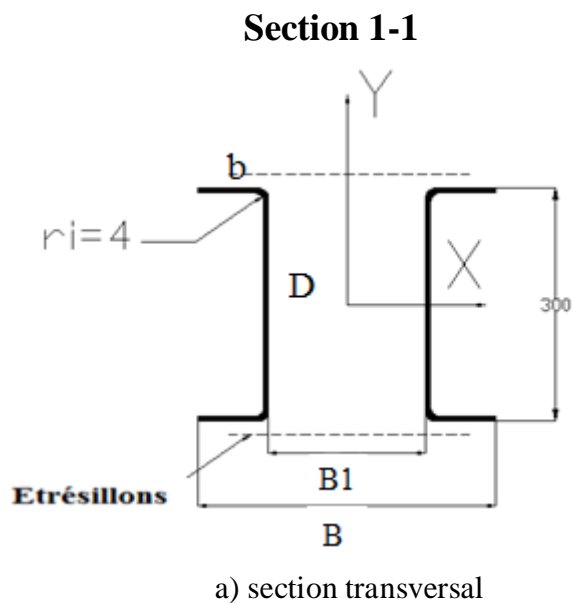 Section 1-1
Y
b
ri=4
D
X
300
Etrésillons
B1
B
a) section transversal